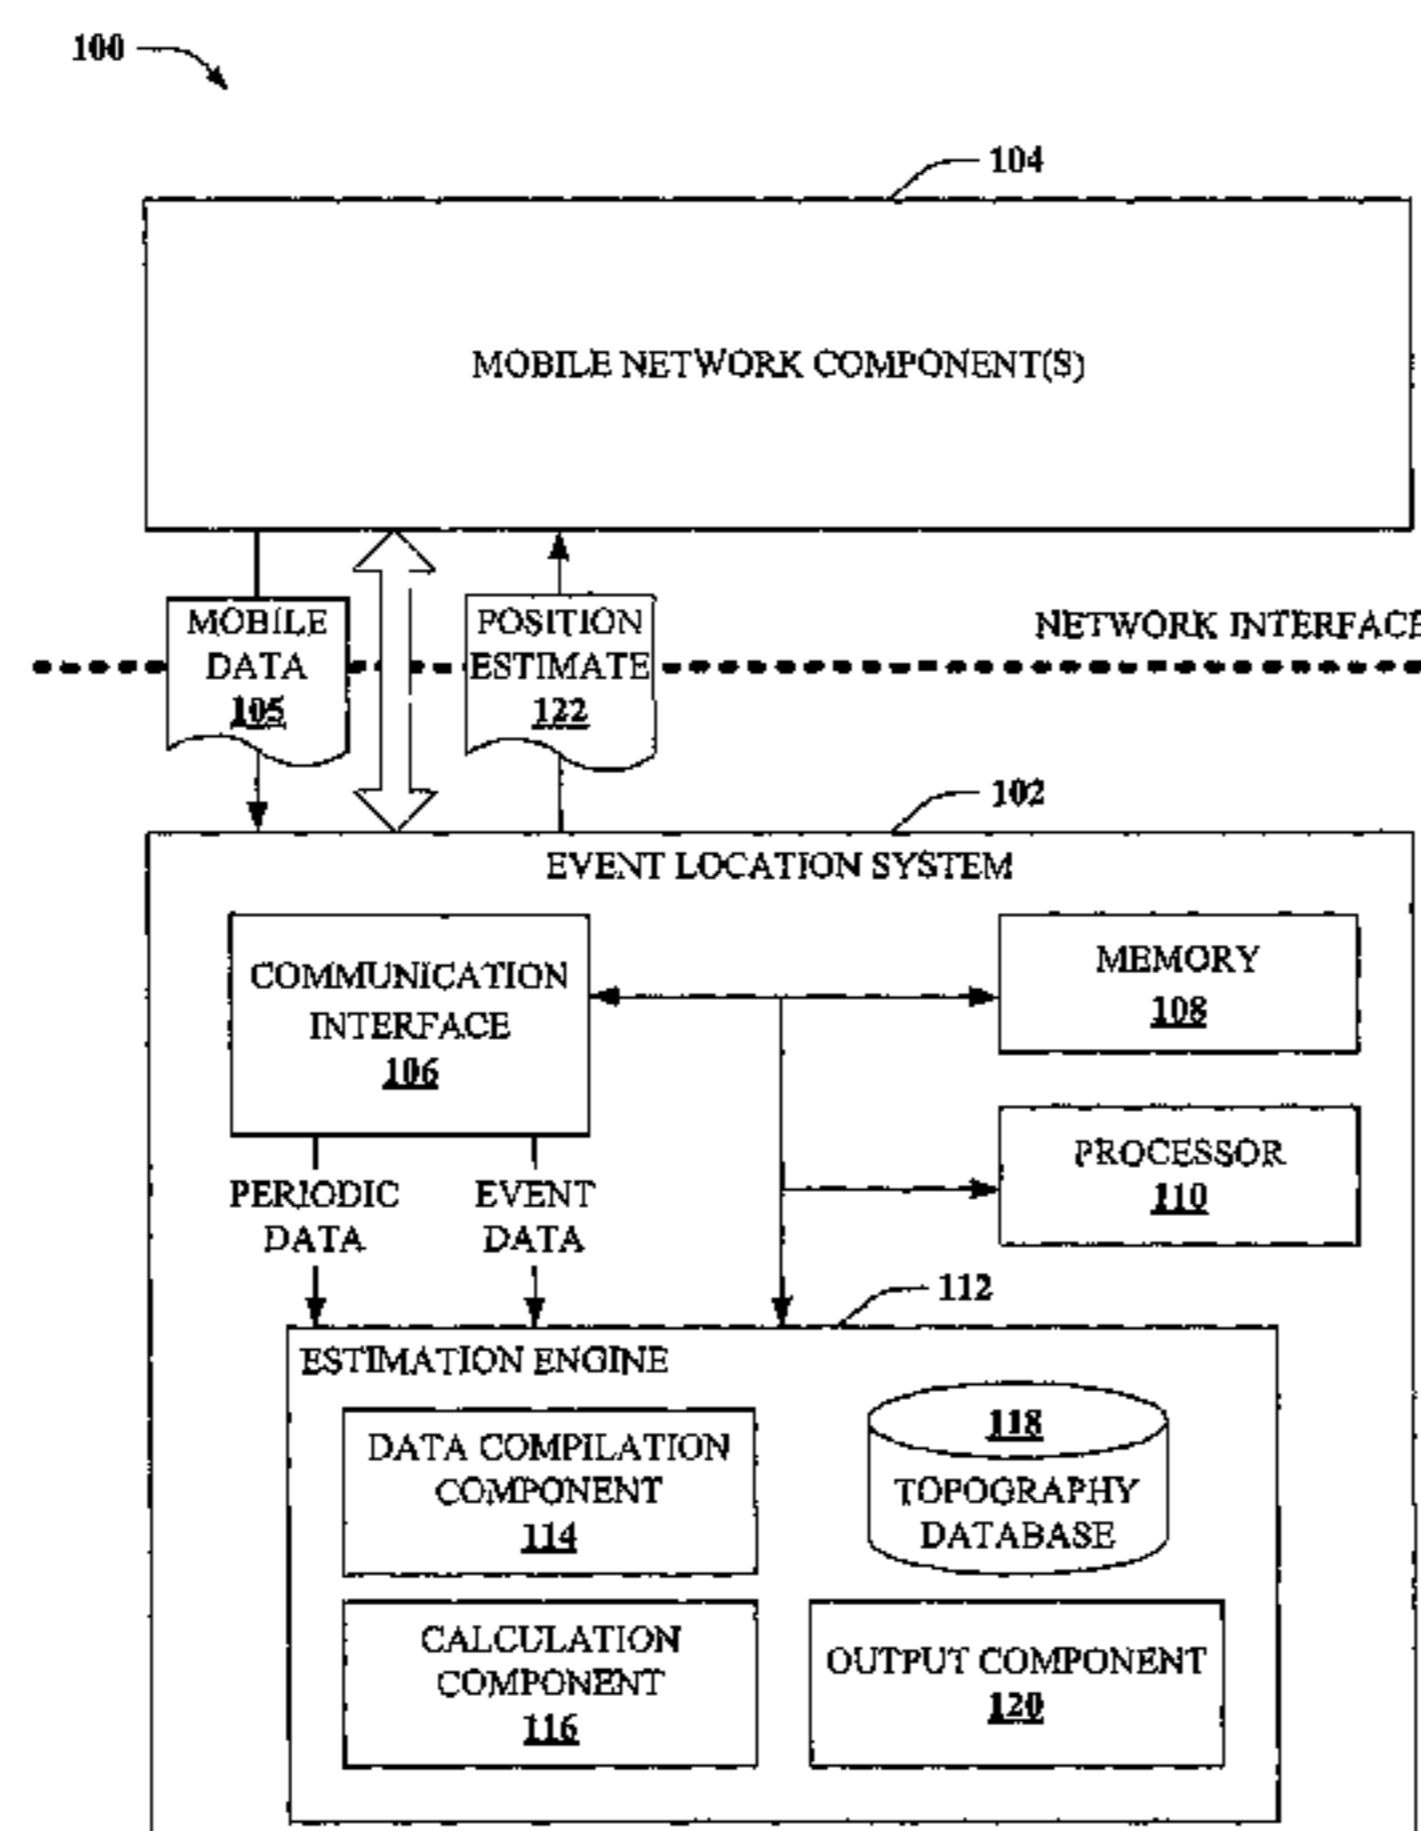 100
104
MOBILE NETWORK COMPONENT(S)
MOBILE
DATA
105
POSITION
ESTIMATE
122
NETWORK INTERFACE
102
EVENT LOCATION SYSTEM
COMMUNICATION
INTERFACE
106
MEMORY
108
PROCESSOR
110
PERIODIC
DATA
EVENT
DATA
112
ESTIMATION ENGINE
DATA COMPILATION
COMPONENT
114
118
TOPOGRAPHY
DATABASE
CALCULATION
COMPONENT
116
OUTPUT COMPONENT
120